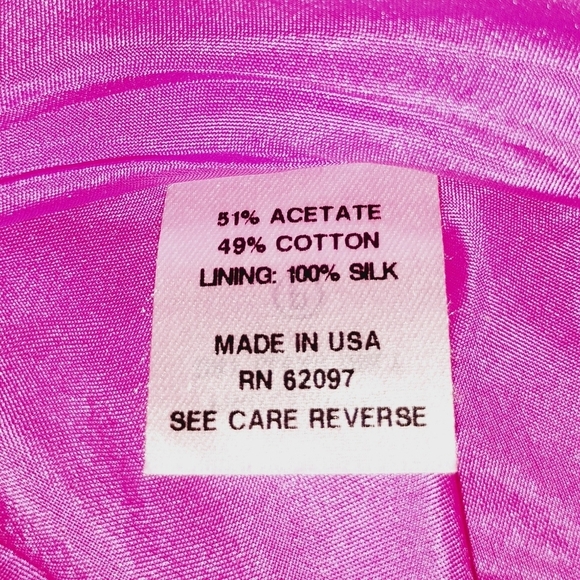 51% ACETATE
49% COTTON
LINING: 100% SILK
MADE IN USA
RN 62097
SEE CARE REVERSE